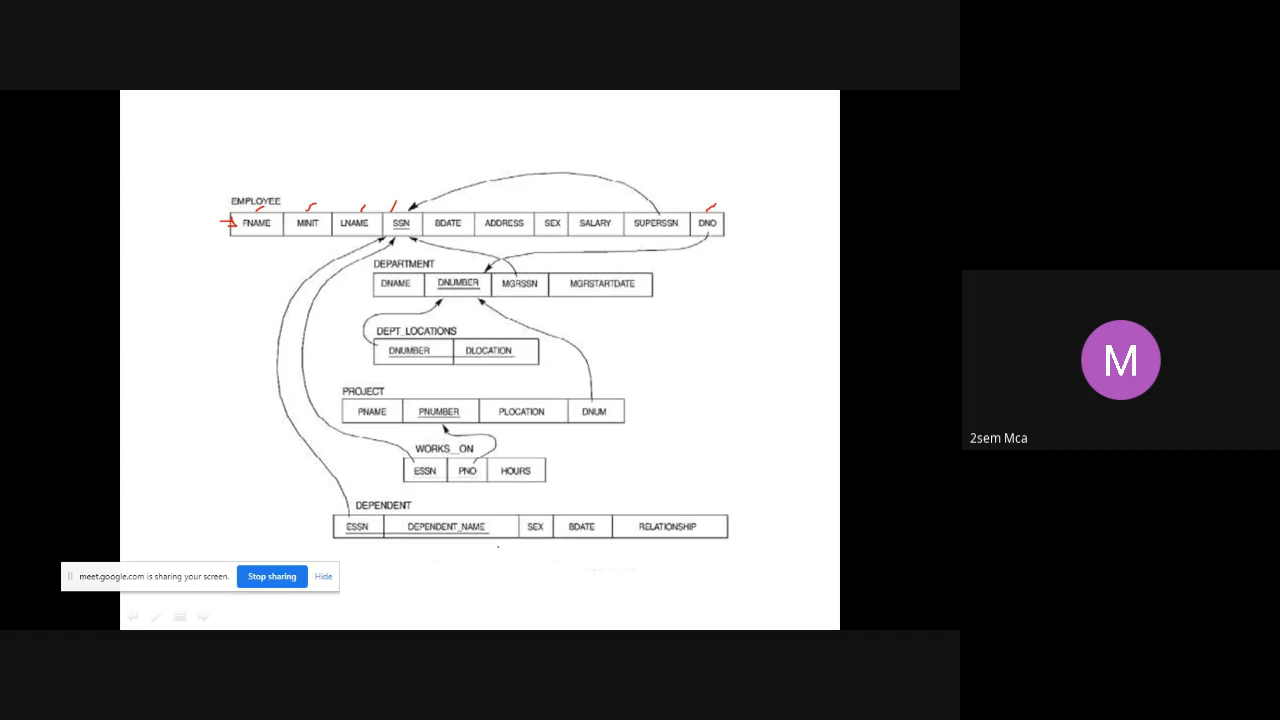 EMPLOYEE
FNAME MINIT LNAME SSN BDATE ADDRESS SEX SALARY SUPERSSN DNO
DEPARTMENT
DNAME DNUMBER MGRSSN MGRSTARTDATE
DEPT_LOCATIONS
DNUMBER DLOCATION
PROJECT
PNAME PNUMBER PLOCATION DNUM
WORKS_ON
ESSN PNO HOURS
DEPENDENT
ESSN DEPENDENT_NAME SEX BDATE RELATIONSHIP
meet.google.com is sharing your screen. Stop sharing Hide
M
2sem Mca